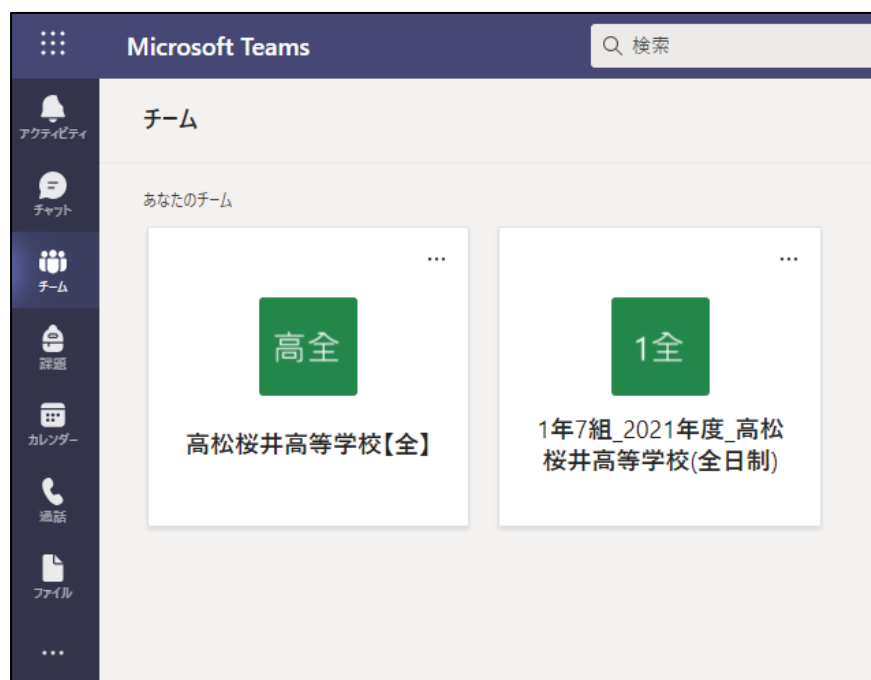 Microsoft Teams
検索
アクティビティ
チャット
チーム
課題
カレンダー
通話
ファイル
チーム
あなたのチーム
高全
高松桜井高等学校【全】
1全
1年7組_2021年度_高松
桜井高等学校(全日制)